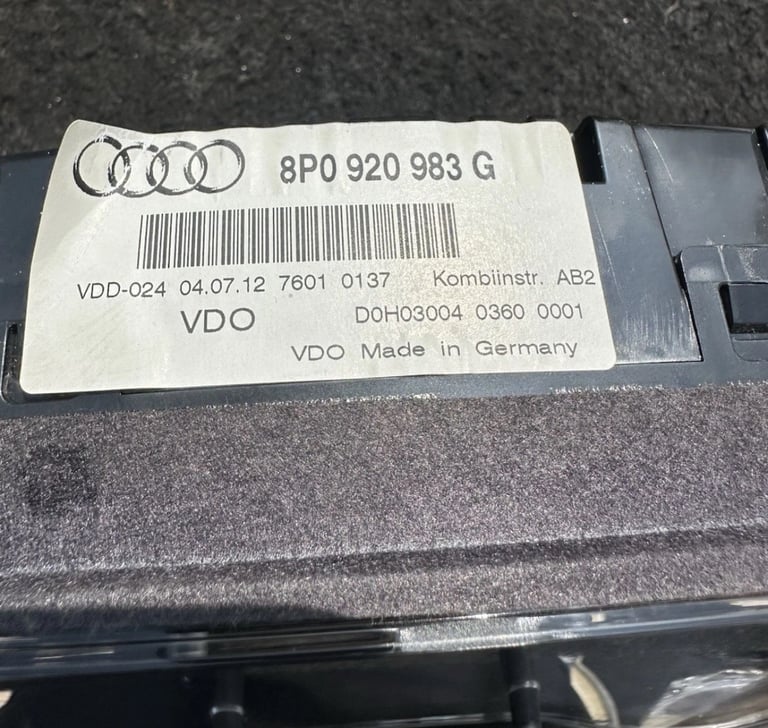 8P0 920 983 G
VDD-024 04.07.12 7601 0137 Kombiinstr. AB2
VDO D0H03004 0360 0001
VDO Made in Germany